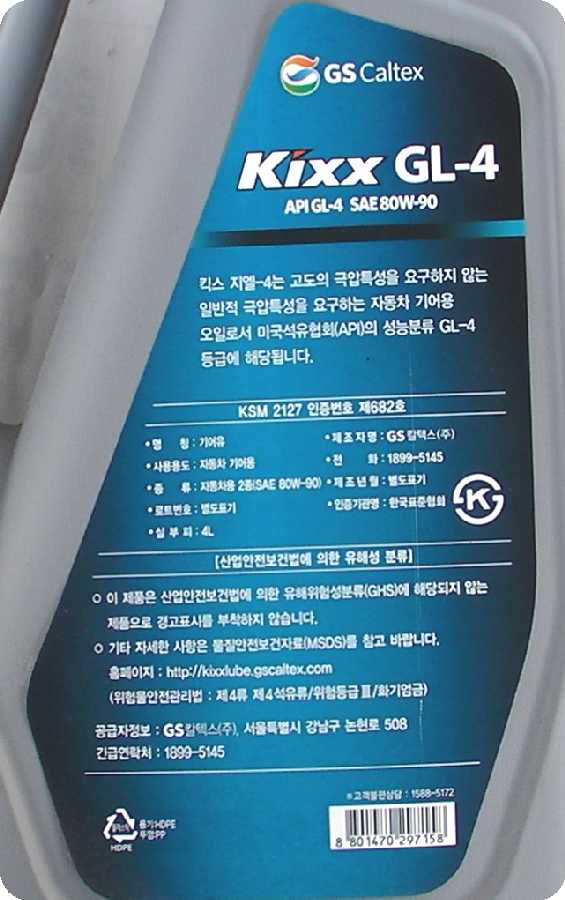 GS Caltex
Kixx GL-4
API GL-4 SAE 80W-90
킥스 지엘-4는 고도의 극압특성을 요구하지 않는
일반적 극압특성을 요구하는 자동차 기어용
오일로서 미국석유협회(API)의 성능분류 GL-4
등급에 해당됩니다.
KSM 2127 인증번호 제682호
•명 칭 : 기어유
•제조자명 : GS 칼텍스(주)
•사용용도 : 자동차 기어용
•전 화 : 1899-5145
•종 류 : 자동차용 2종(SAE 80W-90)
•제조년월 : 별도표기
•로트번호 : 별도표기
•인증기관명 : 한국표준협회
•실부피 : 4L
[산업안전보건법에 의한 유해성 분류]
○ 이 제품은 산업안전보건법에 의한 유해위험성분류(GHS)에 해당되지 않는
제품으로 경고표시를 부착하지 않습니다.
○ 기타 자세한 사항은 물질안전보건자료(MSDS)를 참고 바랍니다.
홈페이지 : http://kixxlube.gscaltex.com
(위험물안전관리법 : 제4류 제4석유류/위험등급Ⅲ/화기엄금)
공급자정보 : GS칼텍스(주), 서울특별시 강남구 논현로 508
긴급연락처 : 1899-5145
※고객불편상담 : 1588-5172
용기:HDPE
뚜껑:PP
HDPE
8 801470 297158